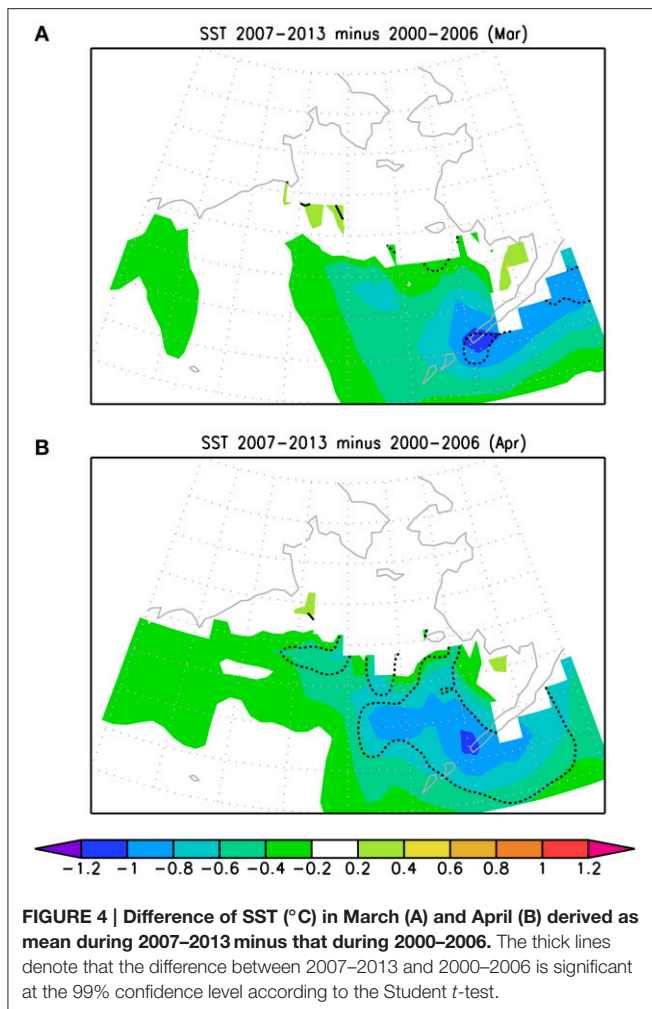 A
SST 2007-2013 minus 2000-2006 (Mar)
B
SST 2007-2013 minus 2000-2006 (Apr)
-1.2 -1 -0.8 -0.6 -0.4 -0.2 0.2 0.4 0.6 0.8 1 1.2
FIGURE 4 | Difference of SST (°C) in March (A) and April (B) derived as
mean during 2007–2013 minus that during 2000–2006. The thick lines
denote that the difference between 2007–2013 and 2000–2006 is significant
at the 99% confidence level according to the Student t-test.